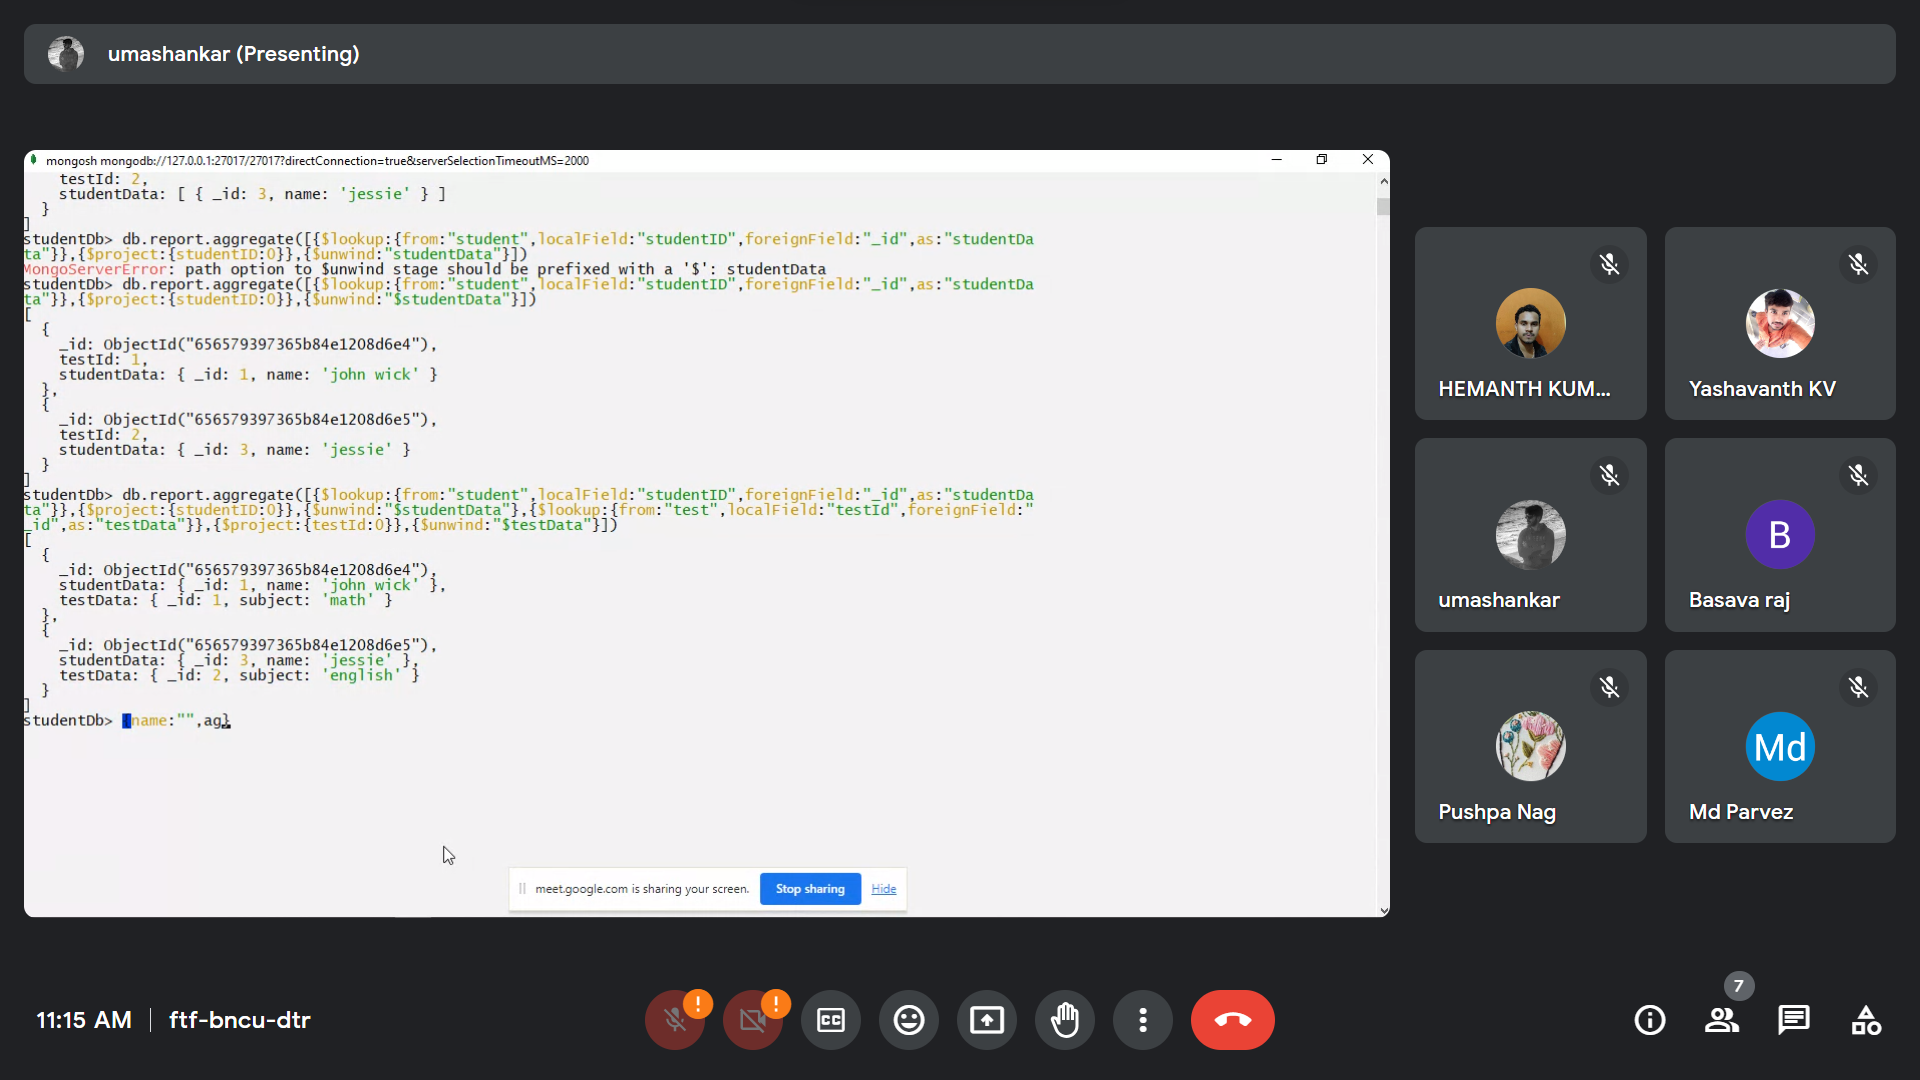 umashankar (Presenting)
mongosh mongodb://127.0.0.1:27017/27017?directConnection=true&serverSelectionTimeoutMS=2000
testId: 2,
studentData: [ { _id: 3, name: 'jessie' } ]
}
]
studentDb> db.report.aggregate([{$lookup:{from:"student",localField:"studentID",foreignField:"_id",as:"studentDa
ta"}},{$project:{studentID:0}},{$unwind:"studentData"}])
MongoServerError: path option to $unwind stage should be prefixed with a '$': studentData
studentDb> db.report.aggregate([{$lookup:{from:"student",localField:"studentID",foreignField:"_id",as:"studentDa
ta"}},{$project:{studentID:0}},{$unwind:"$studentData"}])
[
{
_id: ObjectId("656579397365b84e1208d6e4"),
testId: 1,
studentData: { _id: 1, name: 'john wick' }
},
{
_id: ObjectId("656579397365b84e1208d6e5"),
testId: 2,
studentData: { _id: 3, name: 'jessie' }
}
]
studentDb> db.report.aggregate([{$lookup:{from:"student",localField:"studentID",foreignField:"_id",as:"studentDa
ta"}},{$project:{studentID:0}},{$unwind:"$studentData"},{$lookup:{from:"test",localField:"testId",foreignField:"
_id",as:"testData"}},{$project:{testId:0}},{$unwind:"$testData"}])
[
{
_id: ObjectId("656579397365b84e1208d6e4"),
studentData: { _id: 1, name: 'john wick' },
testData: { _id: 1, subject: 'math' }
},
{
_id: ObjectId("656579397365b84e1208d6e5"),
studentData: { _id: 3, name: 'jessie' },
testData: { _id: 2, subject: 'english' }
}
]
studentDb> {name:"",ag}
meet.google.com is sharing your screen. Stop sharing Hide
HEMANTH KUM...
Yashavanth KV
umashankar
B
Basava raj
Pushpa Nag
Md
Md Parvez
11:15 AM | ftf-bncu-dtr
!
!
CC
7